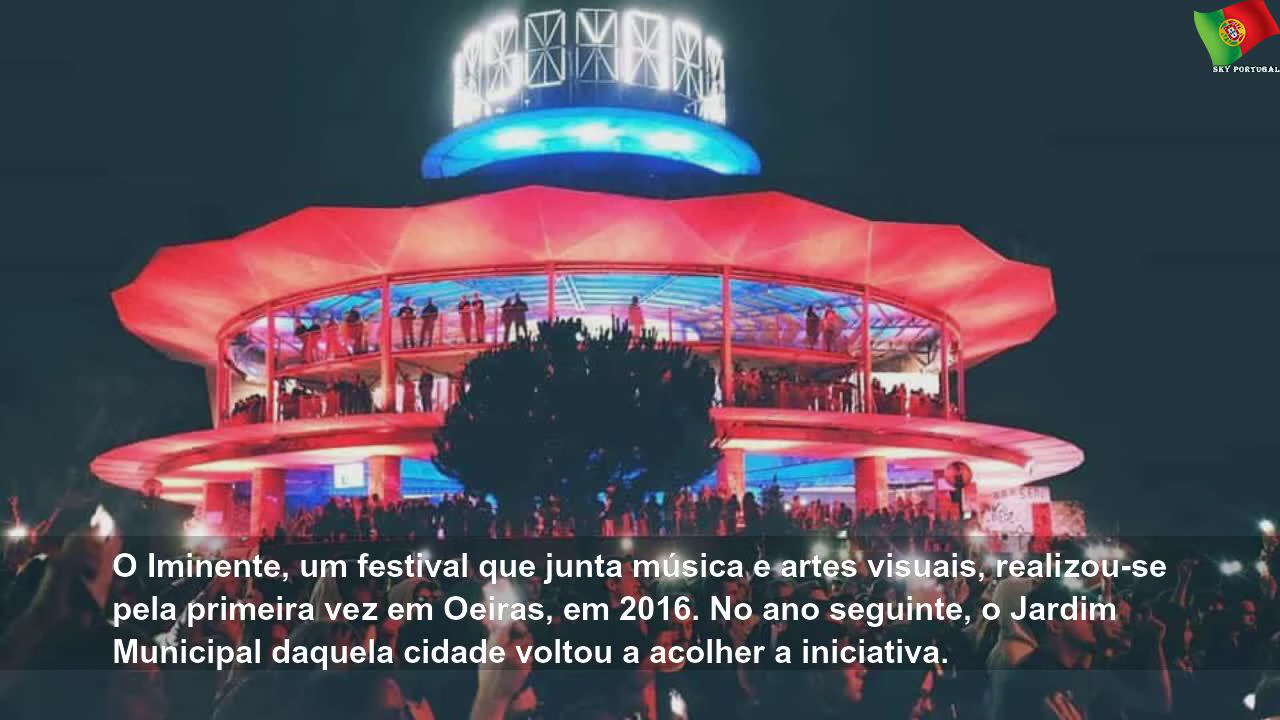 SKY PORTUGAL
O Iminente, um festival que junta música e artes visuais, realizou-se
pela primeira vez em Oeiras, em 2016. No ano seguinte, o Jardim
Municipal daquela cidade voltou a acolher a iniciativa.